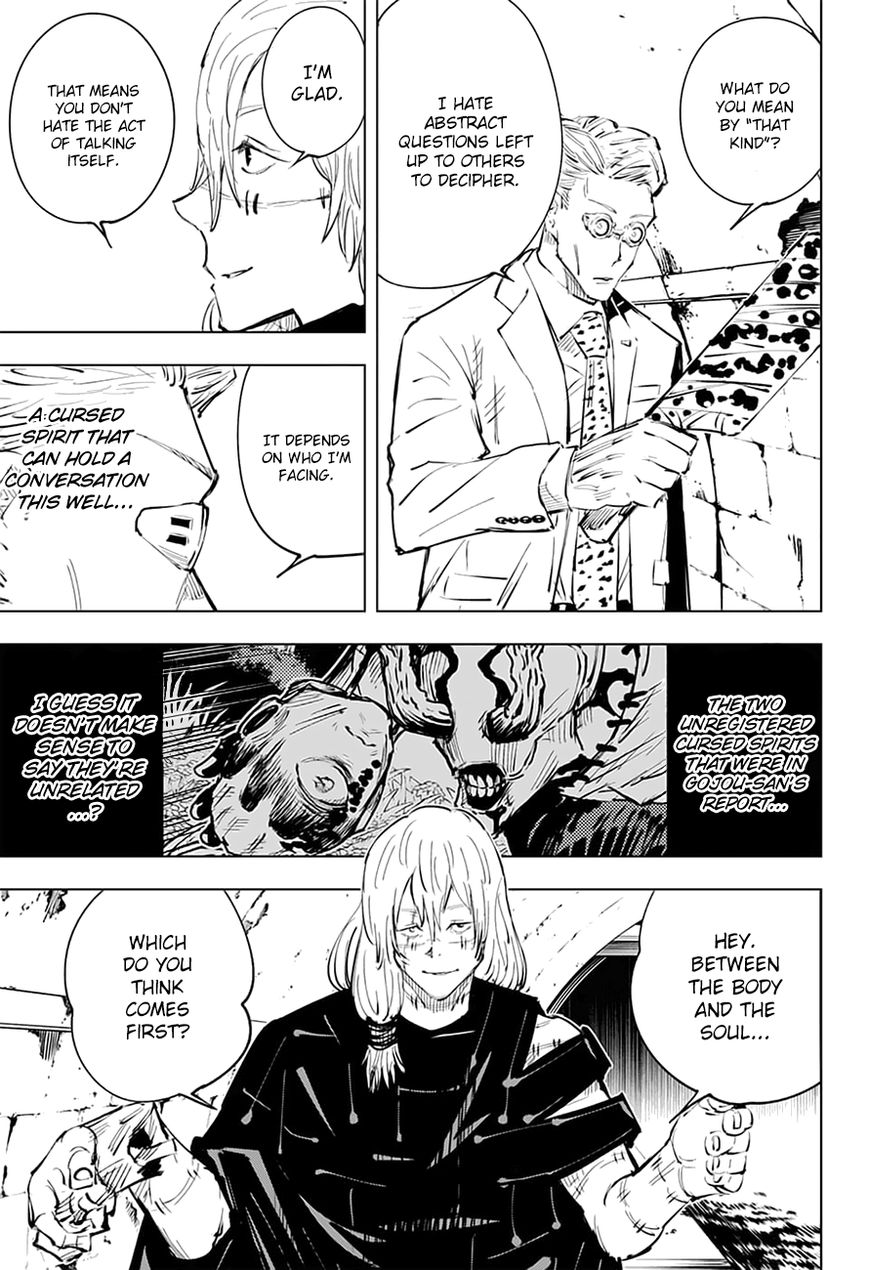 WHAT DO
YOU MEAN
BY "THAT
KIND"?
I HATE
ABSTRACT
QUESTIONS LEFT
UP TO OTHERS
TO DECIPHER.
I'M
GLAD.
THAT MEANS
YOU DON'T
HATE THE ACT
OF TALKING
ITSELF.
IT DEPENDS
ON WHO I'M
FACING.
A CURSED
SPIRIT THAT
CAN HOLD A
CONVERSATION
THIS WELL...
THE TWO
UNREGISTERED
CURSED SPIRITS
THAT WERE IN
GOJOU-SAN'S
REPORT...
I GUESS IT
DOESN'T MAKE
SENSE TO
SAY THEY'RE
UNRELATED
...?
HEY.
BETWEEN
THE BODY
AND THE
SOUL...
WHICH
DO YOU
THINK
COMES
FIRST?